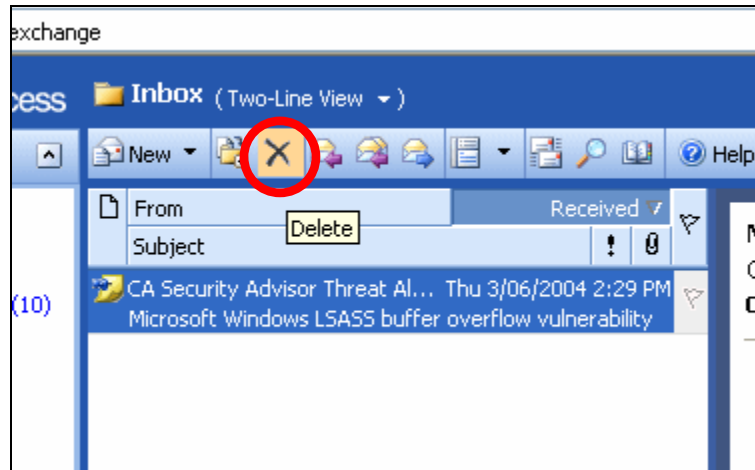 exchange
cess
Inbox (Two-Line View )
New
Help
From
Received
Delete
Subject
!
CA Security Advisor Threat Al... Thu 3/06/2004 2:29 PM
(10)
Microsoft Windows LSASS buffer overflow vulnerability